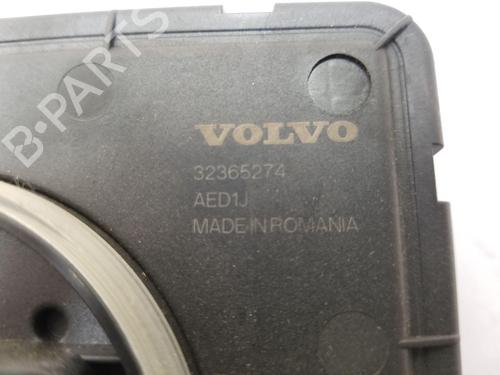 B-PARTS
VOLVO
32365274
AED1J
MADE IN ROMANIA